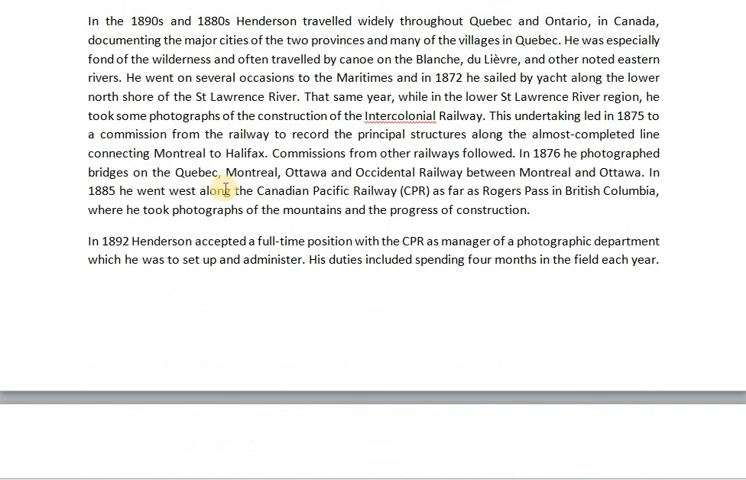 In the 1890s and 1880s Henderson travelled widely throughout Quebec and Ontario, in Canada,
documenting the major cities of the two provinces and many of the villages in Quebec. He was especially
fond of the wilderness and often travelled by canoe on the Blanche, du Lièvre, and other noted eastern
rivers. He went on several occasions to the Maritimes and in 1872 he sailed by yacht along the lower
north shore of the St Lawrence River. That same year, while in the lower St Lawrence River region, he
took some photographs of the construction of the Intercolonial Railway. This undertaking led in 1875 to
a commission from the railway to record the principal structures along the almost-completed line
connecting Montreal to Halifax. Commissions from other railways followed. In 1876 he photographed
bridges on the Quebec, Montreal, Ottawa and Occidental Railway between Montreal and Ottawa. In
1885 he went west along the Canadian Pacific Railway (CPR) as far as Rogers Pass in British Columbia,
where he took photographs of the mountains and the progress of construction.
In 1892 Henderson accepted a full-time position with the CPR as manager of a photographic department
which he was to set up and administer. His duties included spending four months in the field each year.